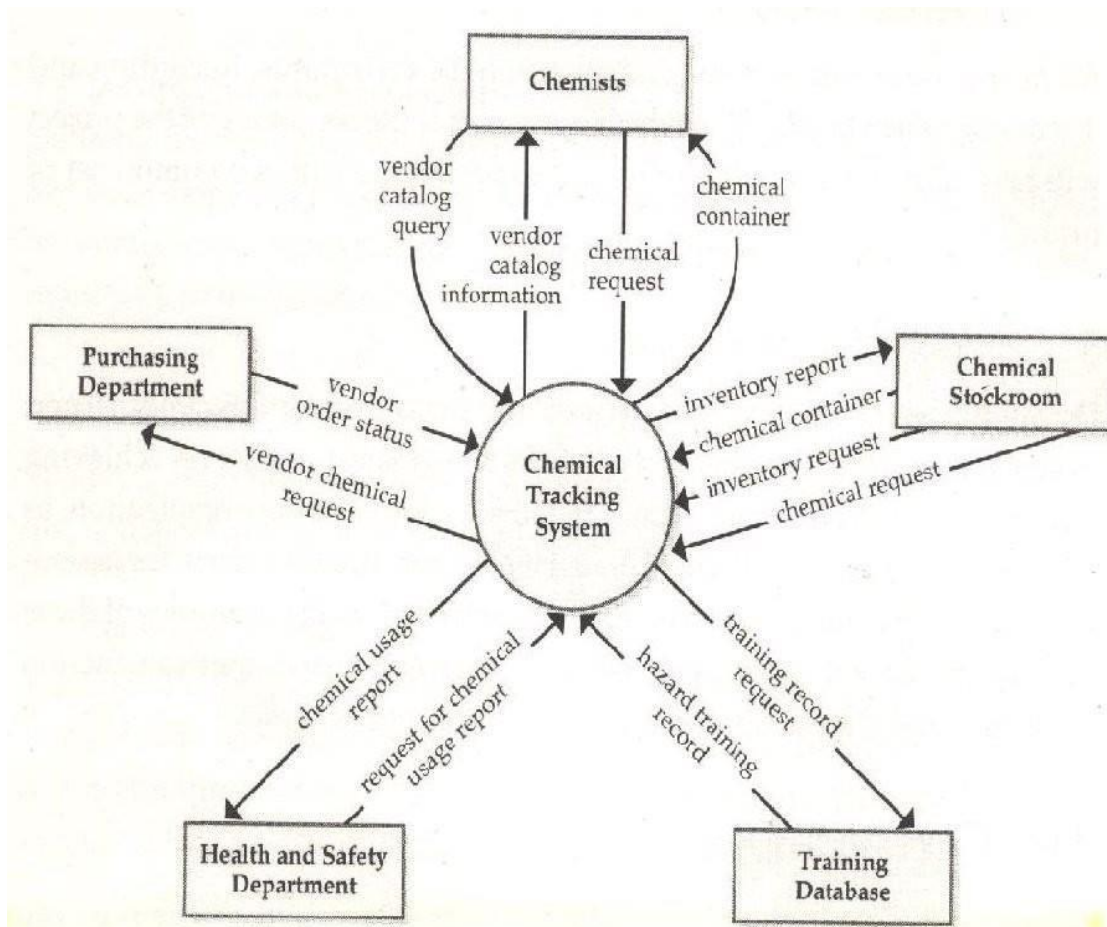 Chemists
vendor
catalog
query
vendor
catalog
information
chemical
request
chemical
container
Purchasing
Department
vendor
order status
vendor chemical
request
Chemical
Tracking
System
inventory report
chemical container
inventory request
chemical request
Chemical
Stockroom
chemical usage
report
request for chemical
usage report
hazard training
record
training record
request
Health and Safety
Department
Training
Database